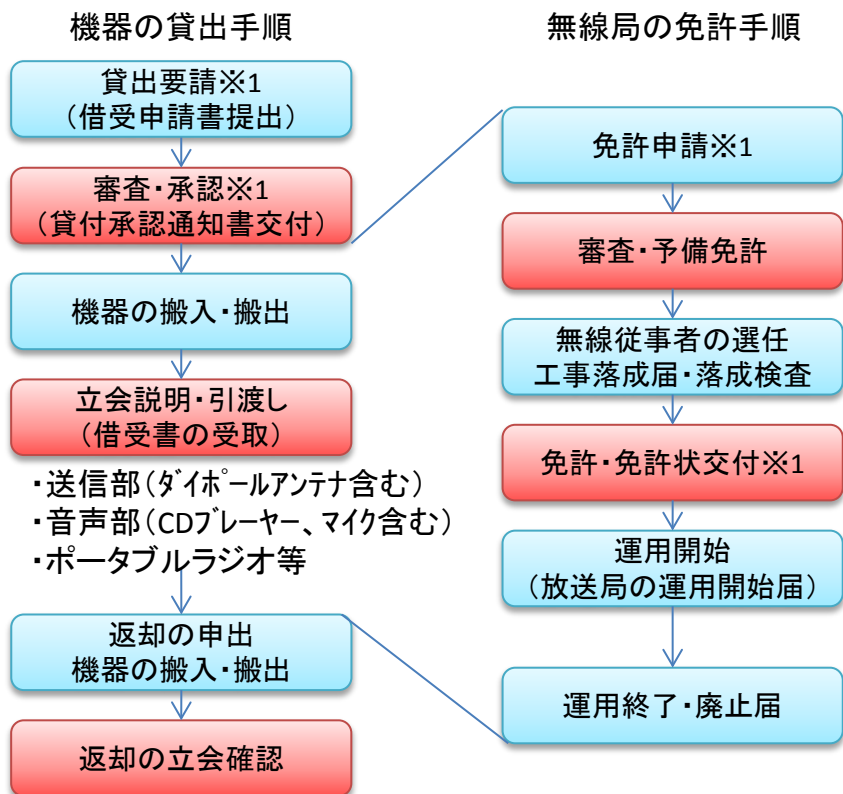 機器の貸出手順
貸出要請※1
（借受申請書提出）
審査・承認※1
（貸付承認通知書交付）
機器の搬入・搬出
立会説明・引渡し
（借受書の受取）
・送信部（ﾀﾞｲﾎﾟｰﾙアンテナ含む）
・音声部（CDﾌﾟﾚｰヤー、マイク含む）
・ポータブルラジオ等
返却の申出
機器の搬入・搬出
返却の立会確認
無線局の免許手順
免許申請※1
審査・予備免許
無線従事者の選任
工事落成届・落成検査
免許・免許状交付※1
運用開始
（放送局の運用開始届）
運用終了・廃止届